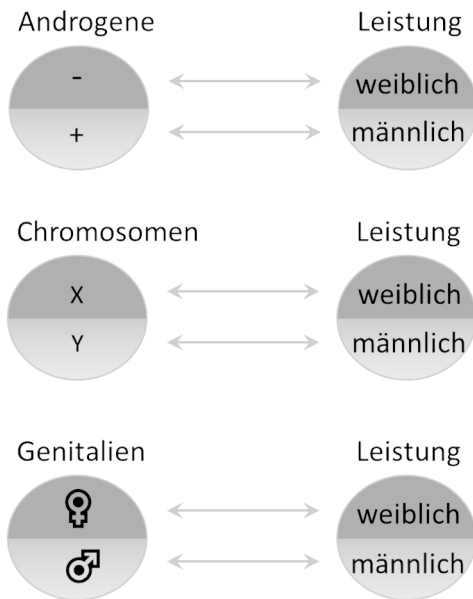 Androgene Leistung
- weiblich
+ männlich
Chromosomen Leistung
X weiblich
Y männlich
Genitalien Leistung
weiblich
männlich